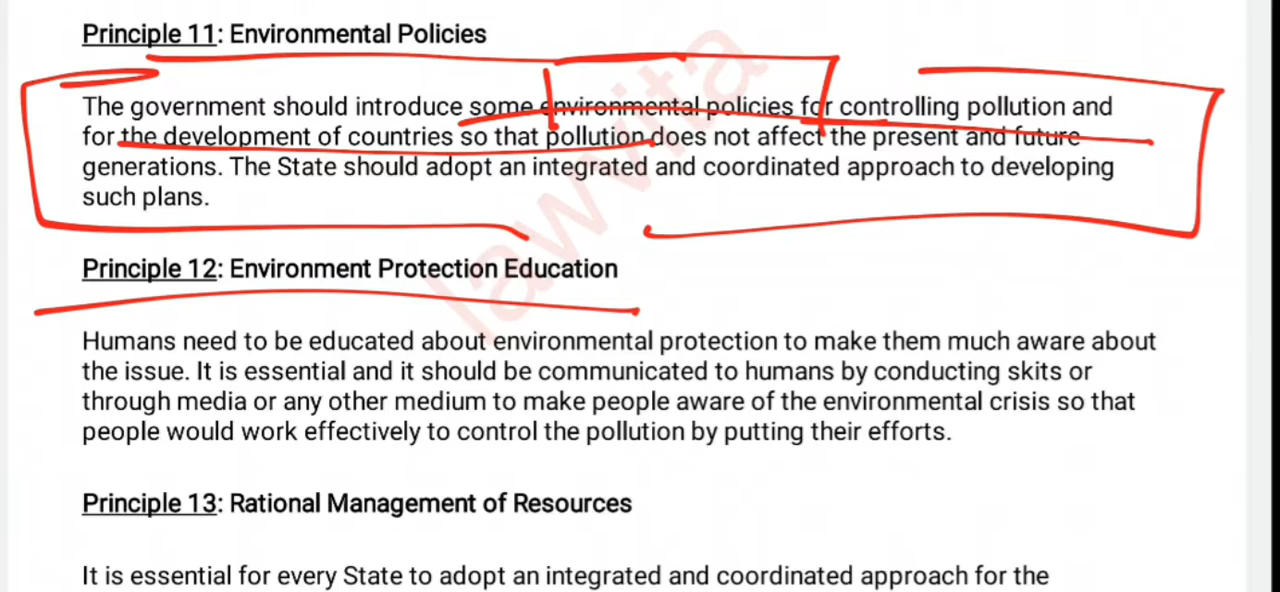 Principle 11: Environmental Policies
The government should introduce some environmental policies for controlling pollution and
for the development of countries so that pollution does not affect the present and future
generations. The State should adopt an integrated and coordinated approach to developing
such plans.
Principle 12: Environment Protection Education
Humans need to be educated about environmental protection to make them much aware about
the issue. It is essential and it should be communicated to humans by conducting skits or
through media or any other medium to make people aware of the environmental crisis so that
people would work effectively to control the pollution by putting their efforts.
Principle 13: Rational Management of Resources
It is essential for every State to adopt an integrated and coordinated approach for the
lawvita